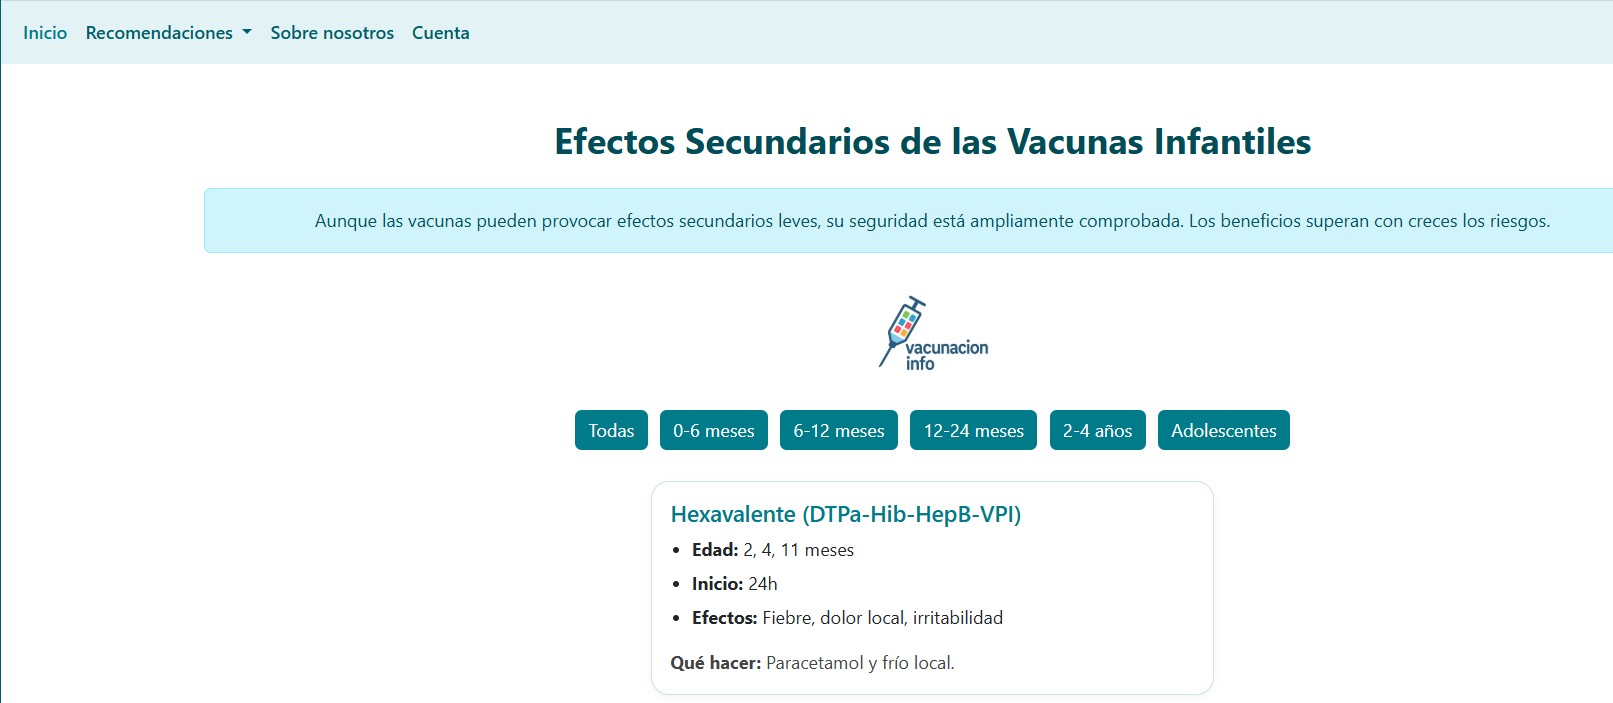 Inicio Recomendaciones Sobre nosotros Cuenta
Efectos Secundarios de las Vacunas Infantiles
Aunque las vacunas pueden provocar efectos secundarios leves, su seguridad está ampliamente comprobada. Los beneficios superan con creces los riesgos.
vacunacion
info
Todas 0-6 meses 6-12 meses 12-24 meses 2-4 años Adolescentes
Hexavalente (DTPa-Hib-HepB-VPI)
Edad: 2, 4, 11 meses
Inicio: 24h
Efectos: Fiebre, dolor local, irritabilidad
Qué hacer: Paracetamol y frío local.